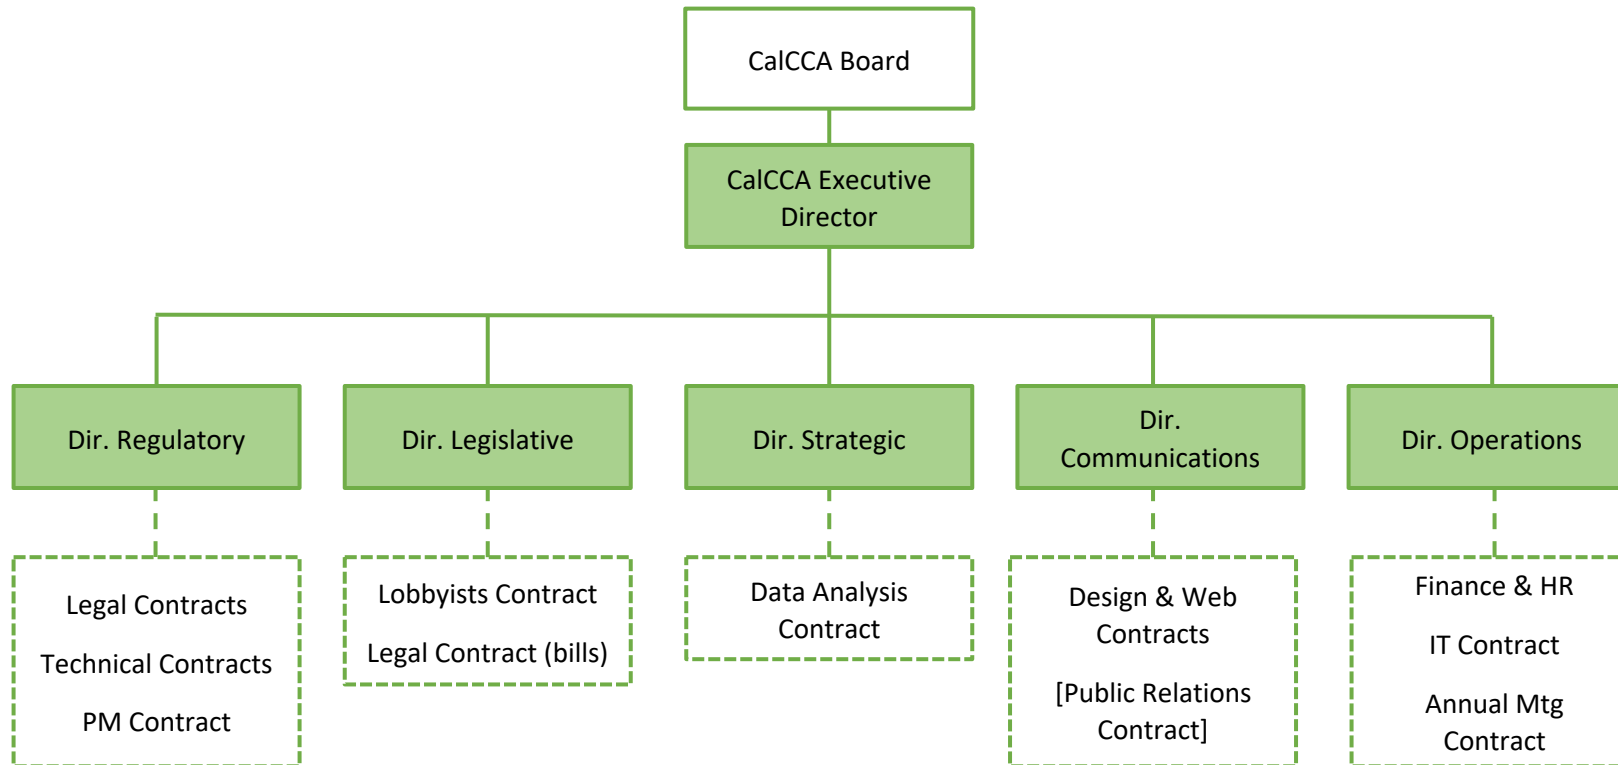 CalCCA Board
CalCCA Executive
Director
Dir. Regulatory
Dir. Legislative
Dir. Strategic
Dir.
Communications
Dir. Operations
Legal Contracts
Technical Contracts
PM Contract
Lobbyists Contract
Legal Contract (bills)
Data Analysis
Contract
Design & Web
Contracts
[Public Relations
Contract]
Finance & HR
IT Contract
Annual Mtg
Contract